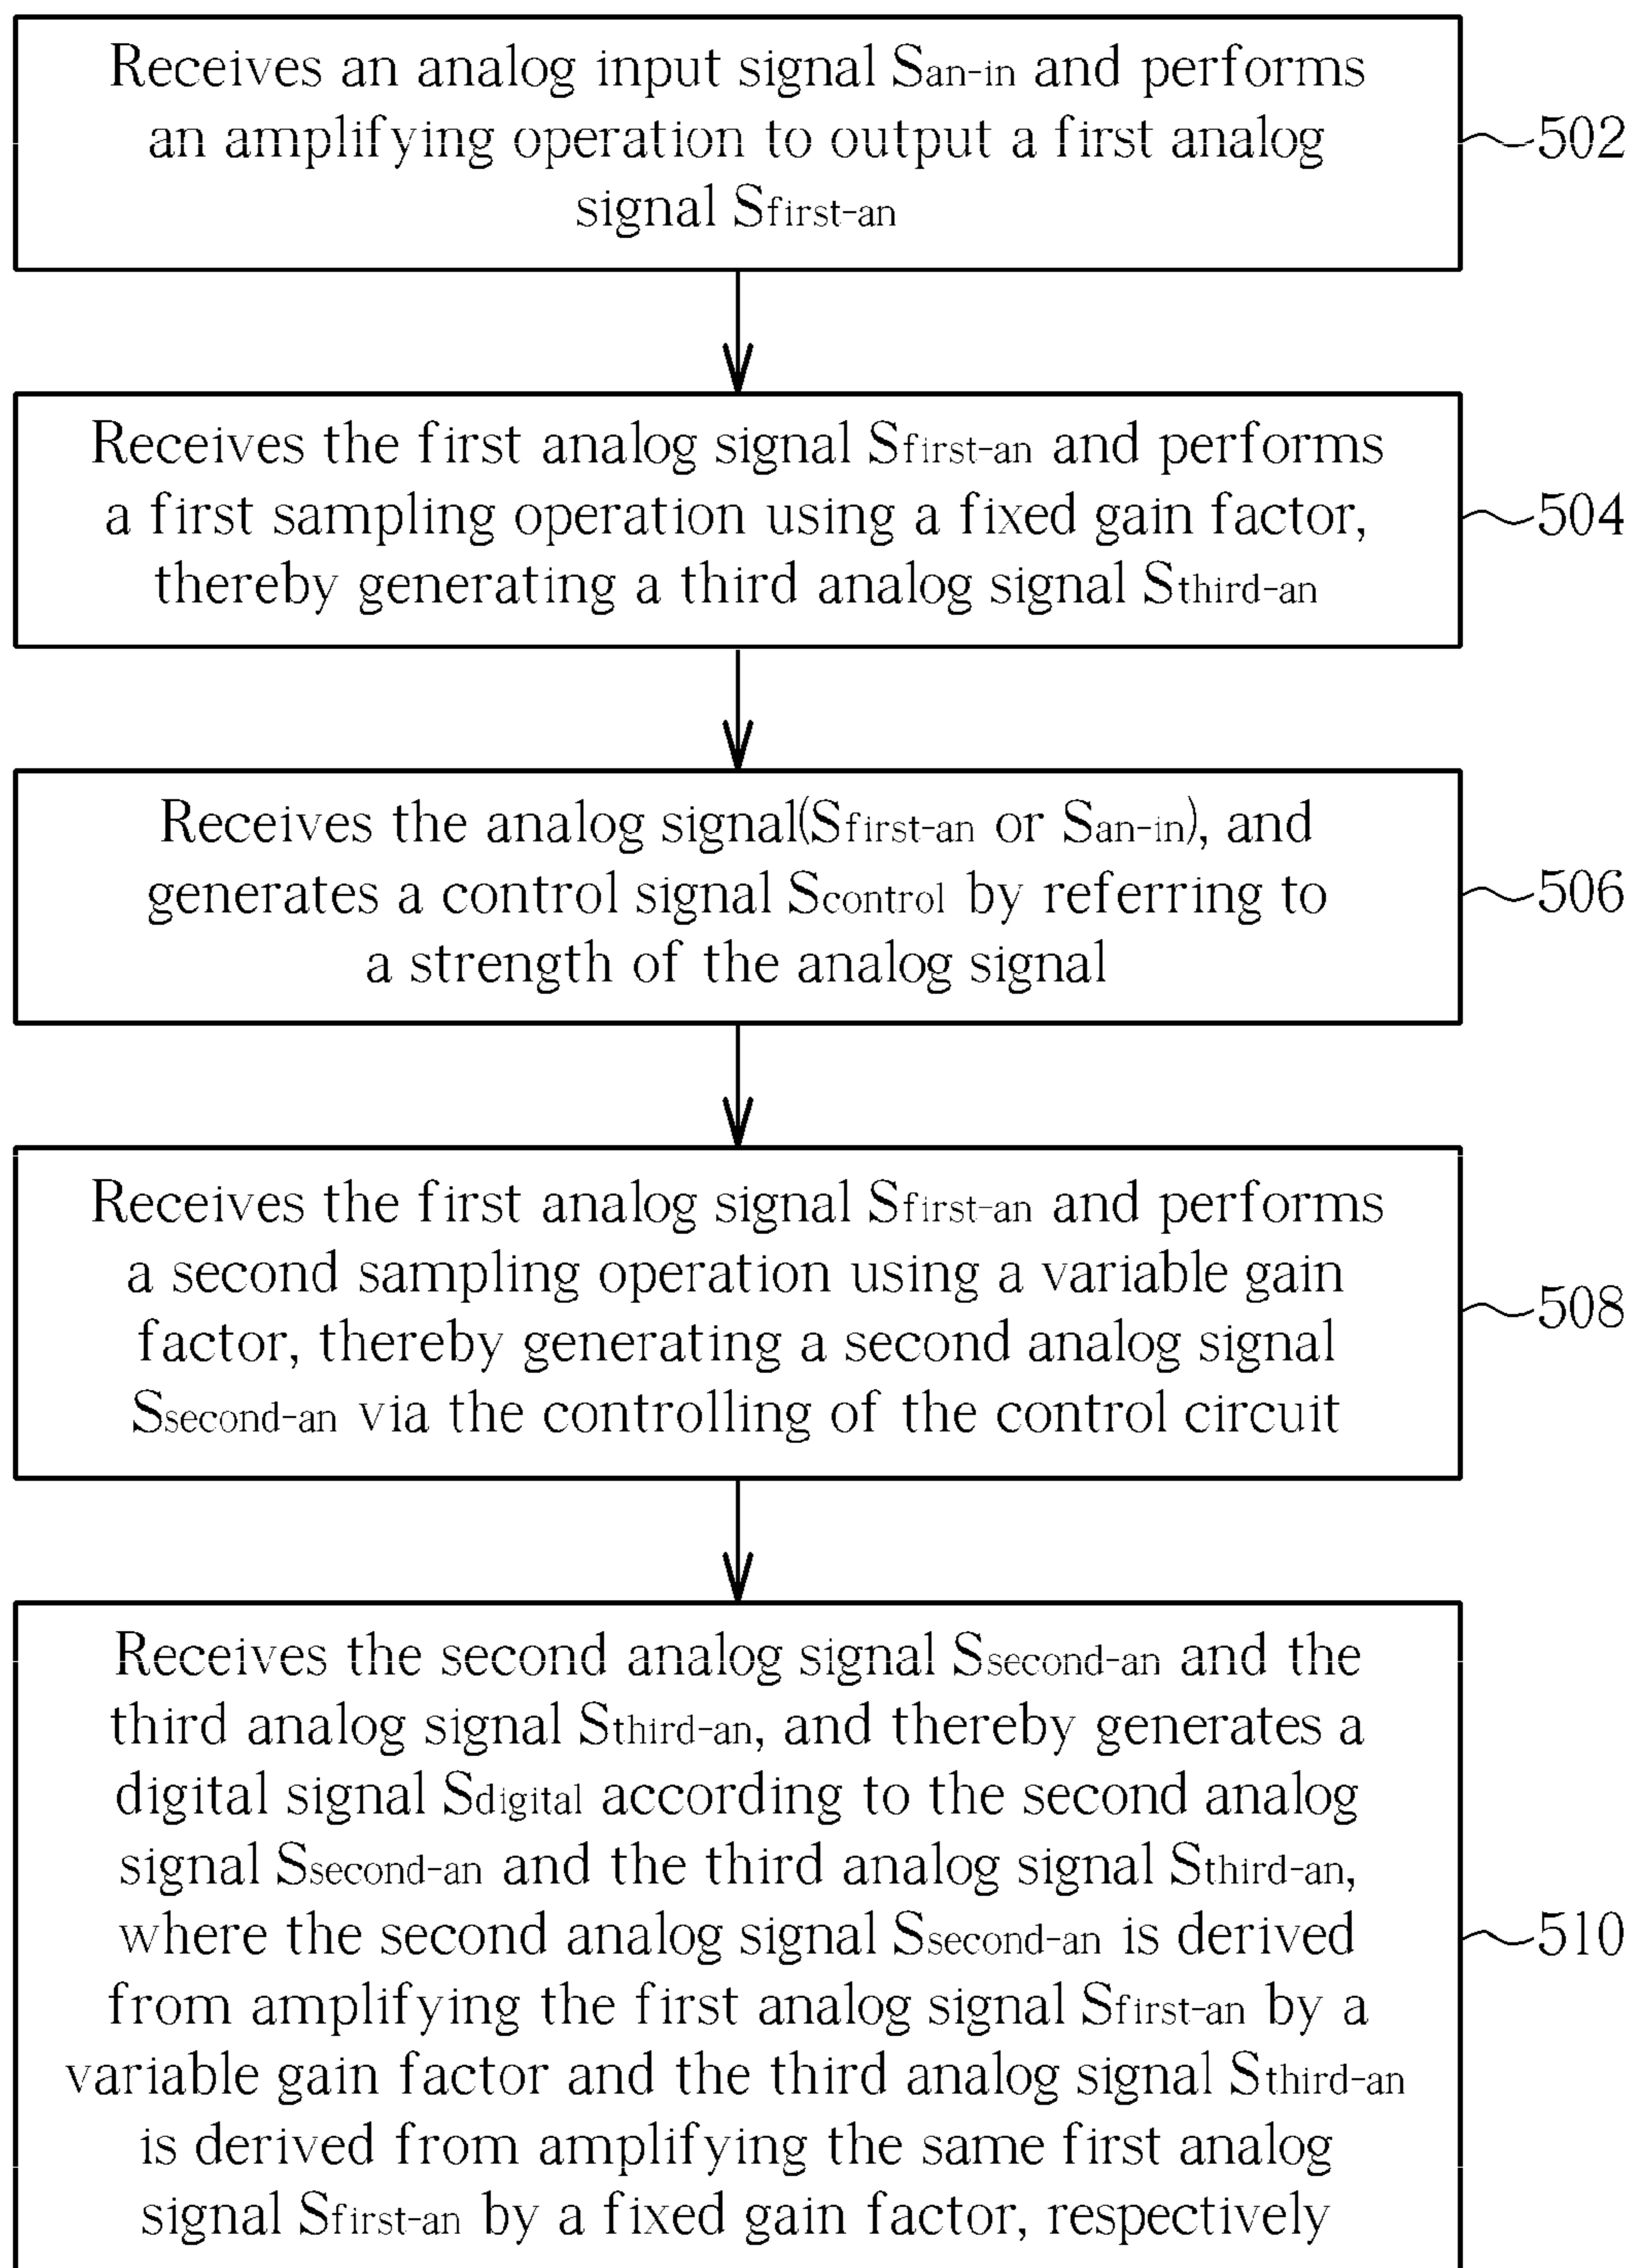 Receives an analog input signal San-in and performs
an amplifying operation to output a first analog
signal Sfirst-an
502
Receives the first analog signal Sfirst-an and performs
a first sampling operation using a fixed gain factor,
thereby generating a third analog signal Sthird-an
504
Receives the analog signal(Sfirst-an or San-in), and
generates a control signal Scontrol by referring to
a strength of the analog signal
506
Receives the first analog signal Sfirst-an and performs
a second sampling operation using a variable gain
factor, thereby generating a second analog signal
Ssecond-an via the controlling of the control circuit
508
Receives the second analog signal Ssecond-an and the
third analog signal Sthird-an, and thereby generates a
digital signal Sdigital according to the second analog
signal Ssecond-an and the third analog signal Sthird-an,
where the second analog signal Ssecond-an is derived
from amplifying the first analog signal Sfirst-an by a
variable gain factor and the third analog signal Sthird-an
is derived from amplifying the same first analog
signal Sfirst-an by a fixed gain factor, respectively
510